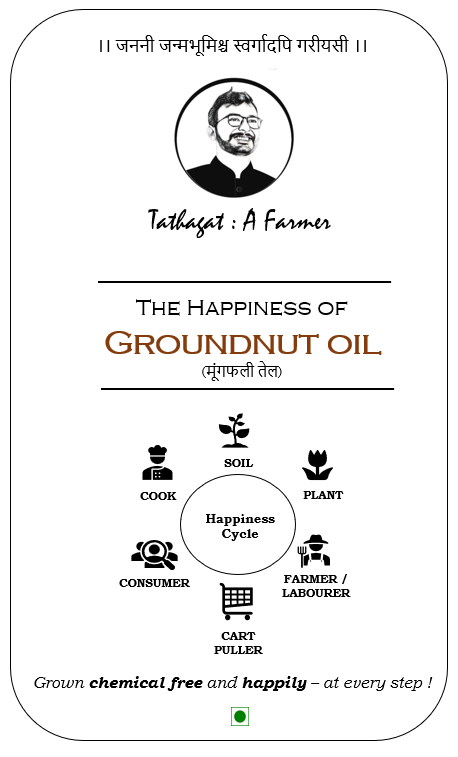 ।। जननी जन्मभूमिश्च स्वर्गादपि गरीयसी ।।
Tathagat : A Farmer
THE HAPPINESS OF
GROUNDNUT OIL
(मूंगफली तेल)
SOIL
COOK
PLANT
Happiness
Cycle
CONSUMER
FARMER /
LABOURER
CART
PULLER
Grown chemical free and happily – at every step !